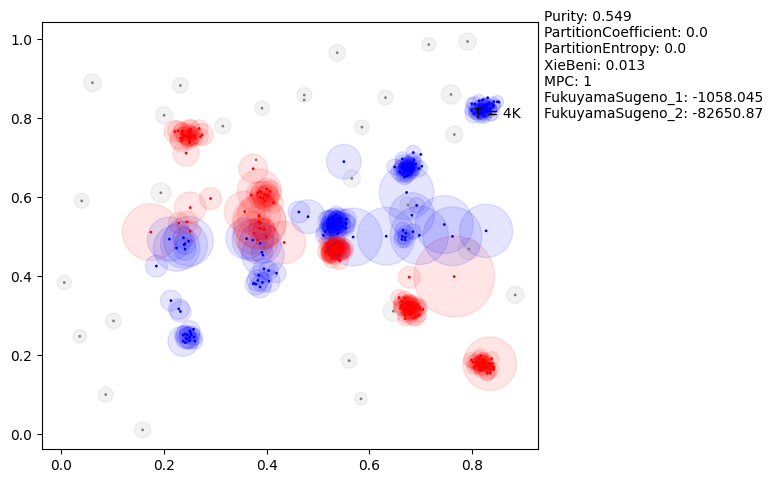 Purity: 0.549
PartitionCoefficient: 0.0
PartitionEntropy: 0.0
XieBeni: 0.013
MPC: 1
FukuyamaSugeno_1: -1058.045
FukuyamaSugeno_2: -82650.87
T = 4K
1.0
0.8
0.6
0.4
0.2
0.0
0.0 0.2 0.4 0.6 0.8